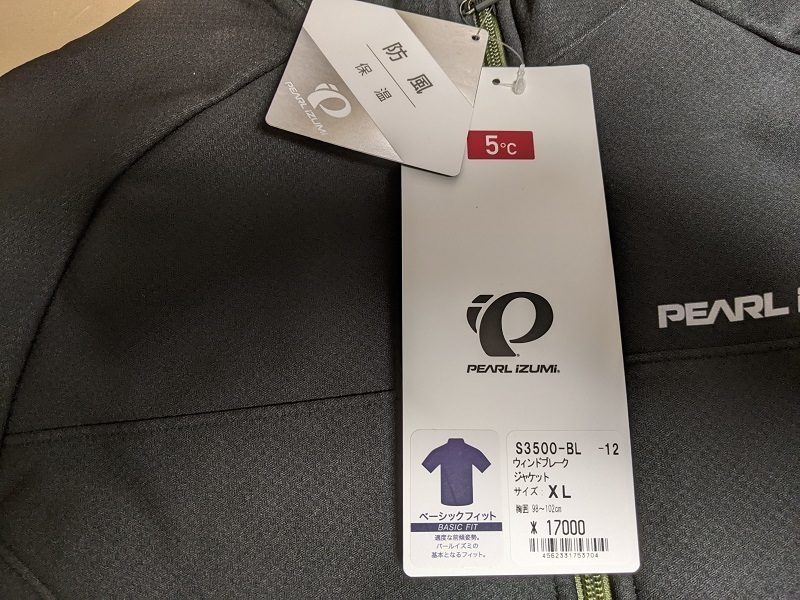 防風
保温
PEARL iZUMi
5℃
PEARL iZUMi.
PEARL i
ベーシックフィット
BASIC FIT
適度な前傾姿勢。
パールイズミの
基本となるフィット。
S3500-BL -12
ウィンドブレーク
ジャケット
サイズ: XL
胸囲 98~102cm
¥ 17000
4562331753704